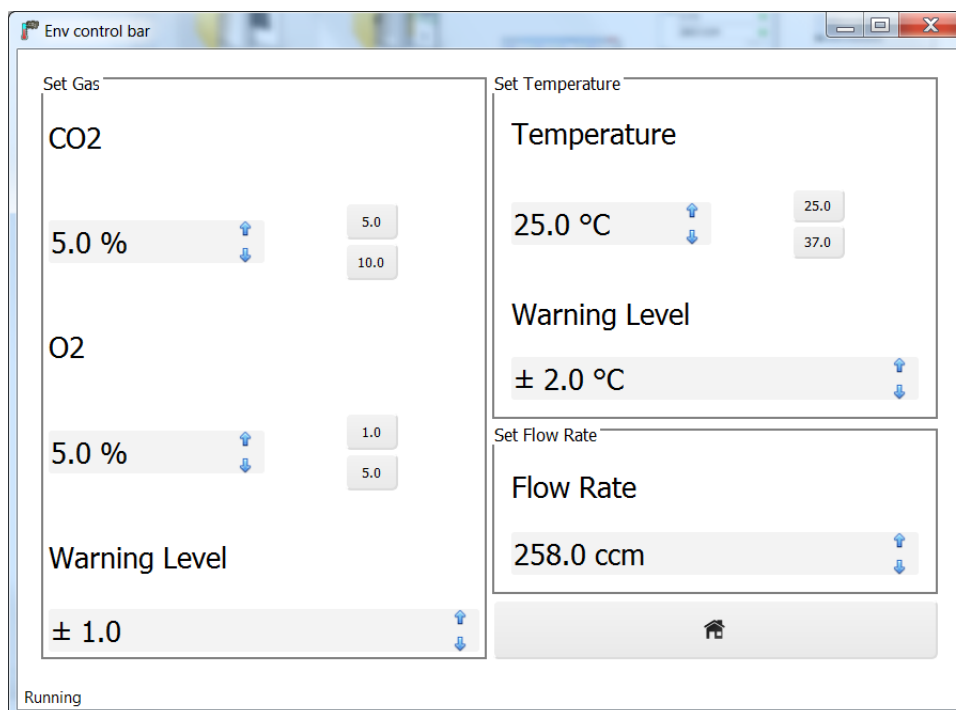 Env control bar
Set Gas
CO2
5.0 %
5.0
10.0
O2
5.0 %
1.0
5.0
Warning Level
± 1.0
Set Temperature
Temperature
25.0 °C
25.0
37.0
Warning Level
± 2.0 °C
Set Flow Rate
Flow Rate
258.0 ccm
Running